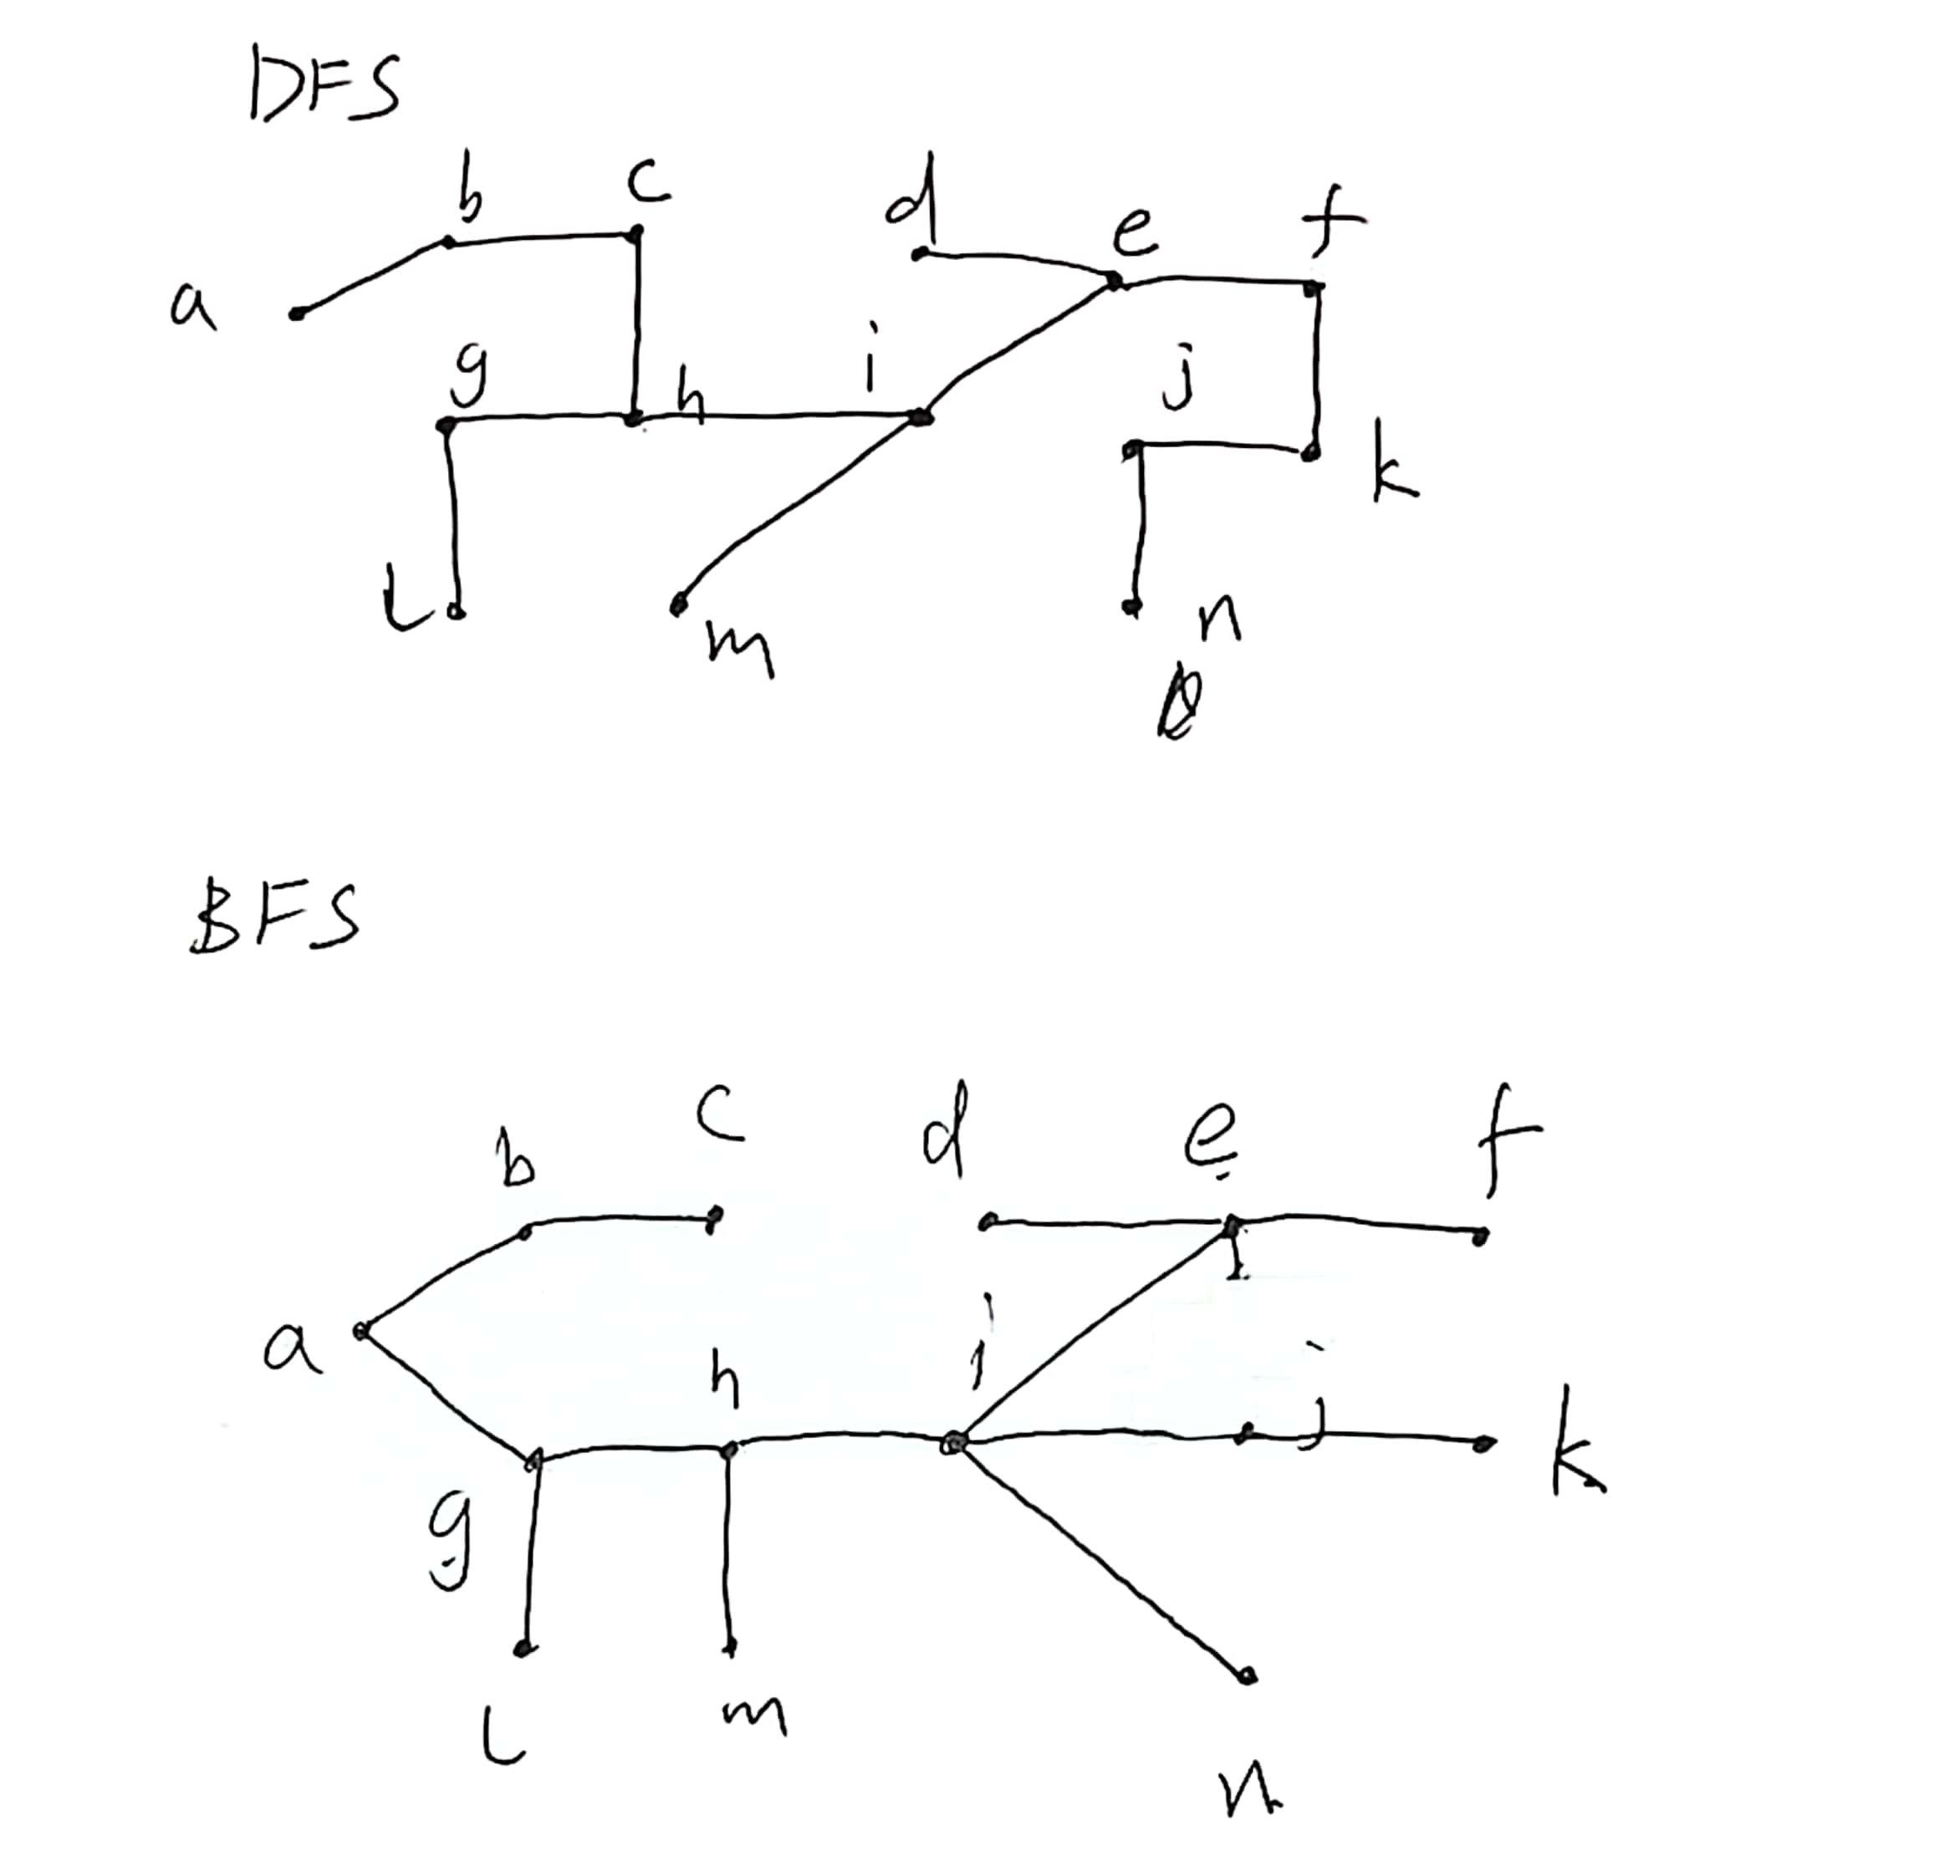 DFS
b c d e f
a
g h i j k
l m n
BFS
b c d e f
a h i j k
g
l m n